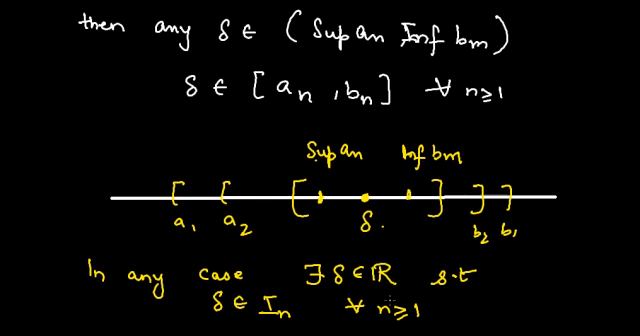 then any δ ∈ (Sup an, Inf bm)
δ ∈ [an, bn] ∀ n≥1
Sup an Inf bm
δ.
a1 a2 b2 b1
In any case ∃ δ ∈ ℝ s.t
δ ∈ In ∀ n≥1